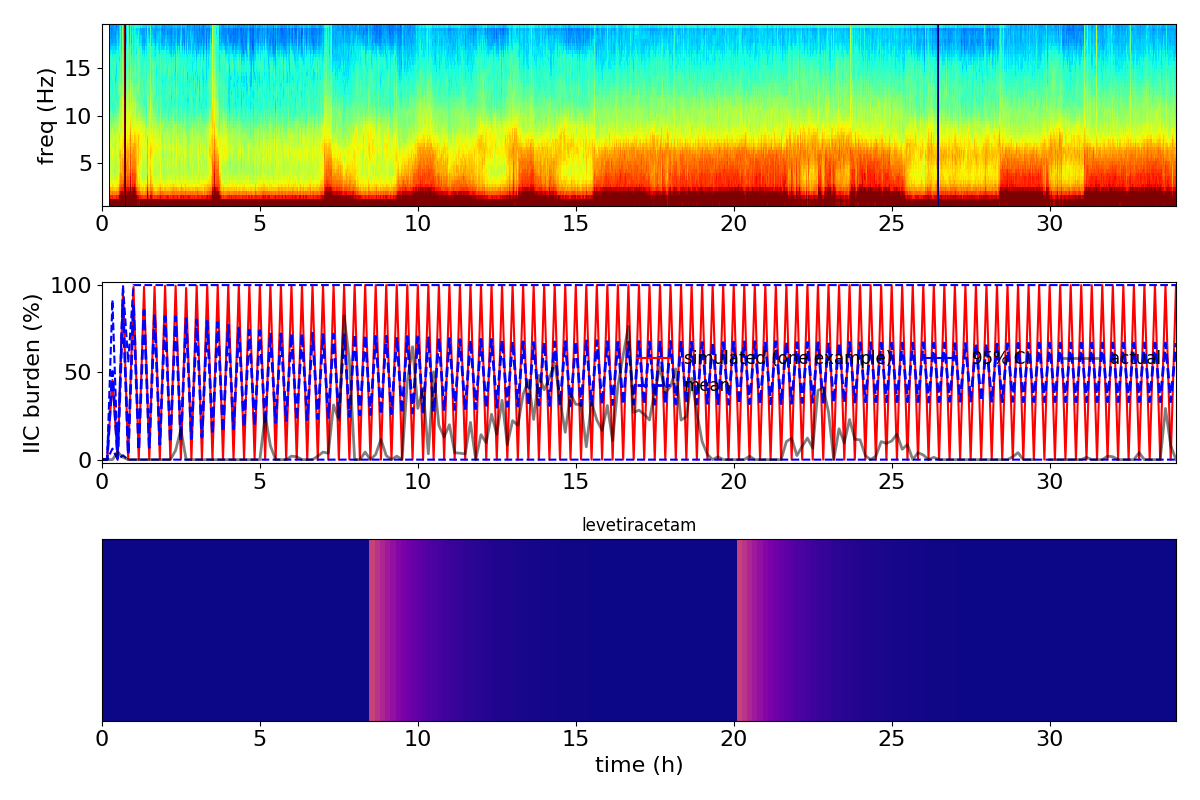 freq (Hz)
15
10
5
0 5 10 15 20 25 30
IIC burden (%)
100
50
0
simulated (one example) 95% CI actual
mean
0 5 10 15 20 25 30
levetiracetam
0 5 10 15 20 25 30
time (h)